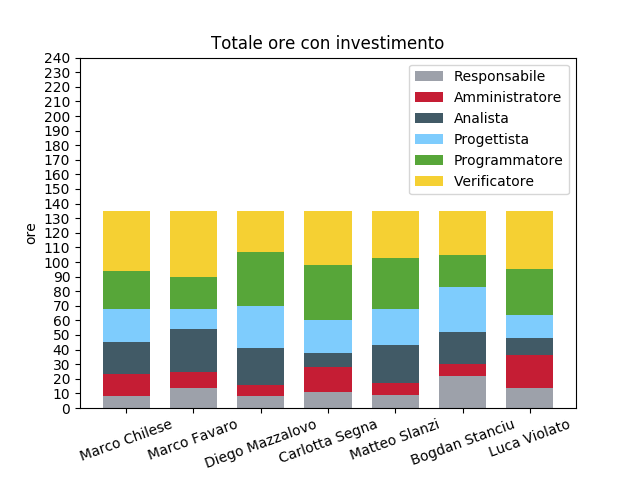 Totale ore con investimento
240
230
220
210
200
190
180
170
160
150
140
130
120
110
100
90
80
70
60
50
40
30
20
10
0
ore
Responsabile
Amministratore
Analista
Progettista
Programmatore
Verificatore
Marco Chilese
Marco Favaro
Diego Mazzalovo
Carlotta Segna
Matteo Slanzi
Bogdan Stanciu
Luca Violato